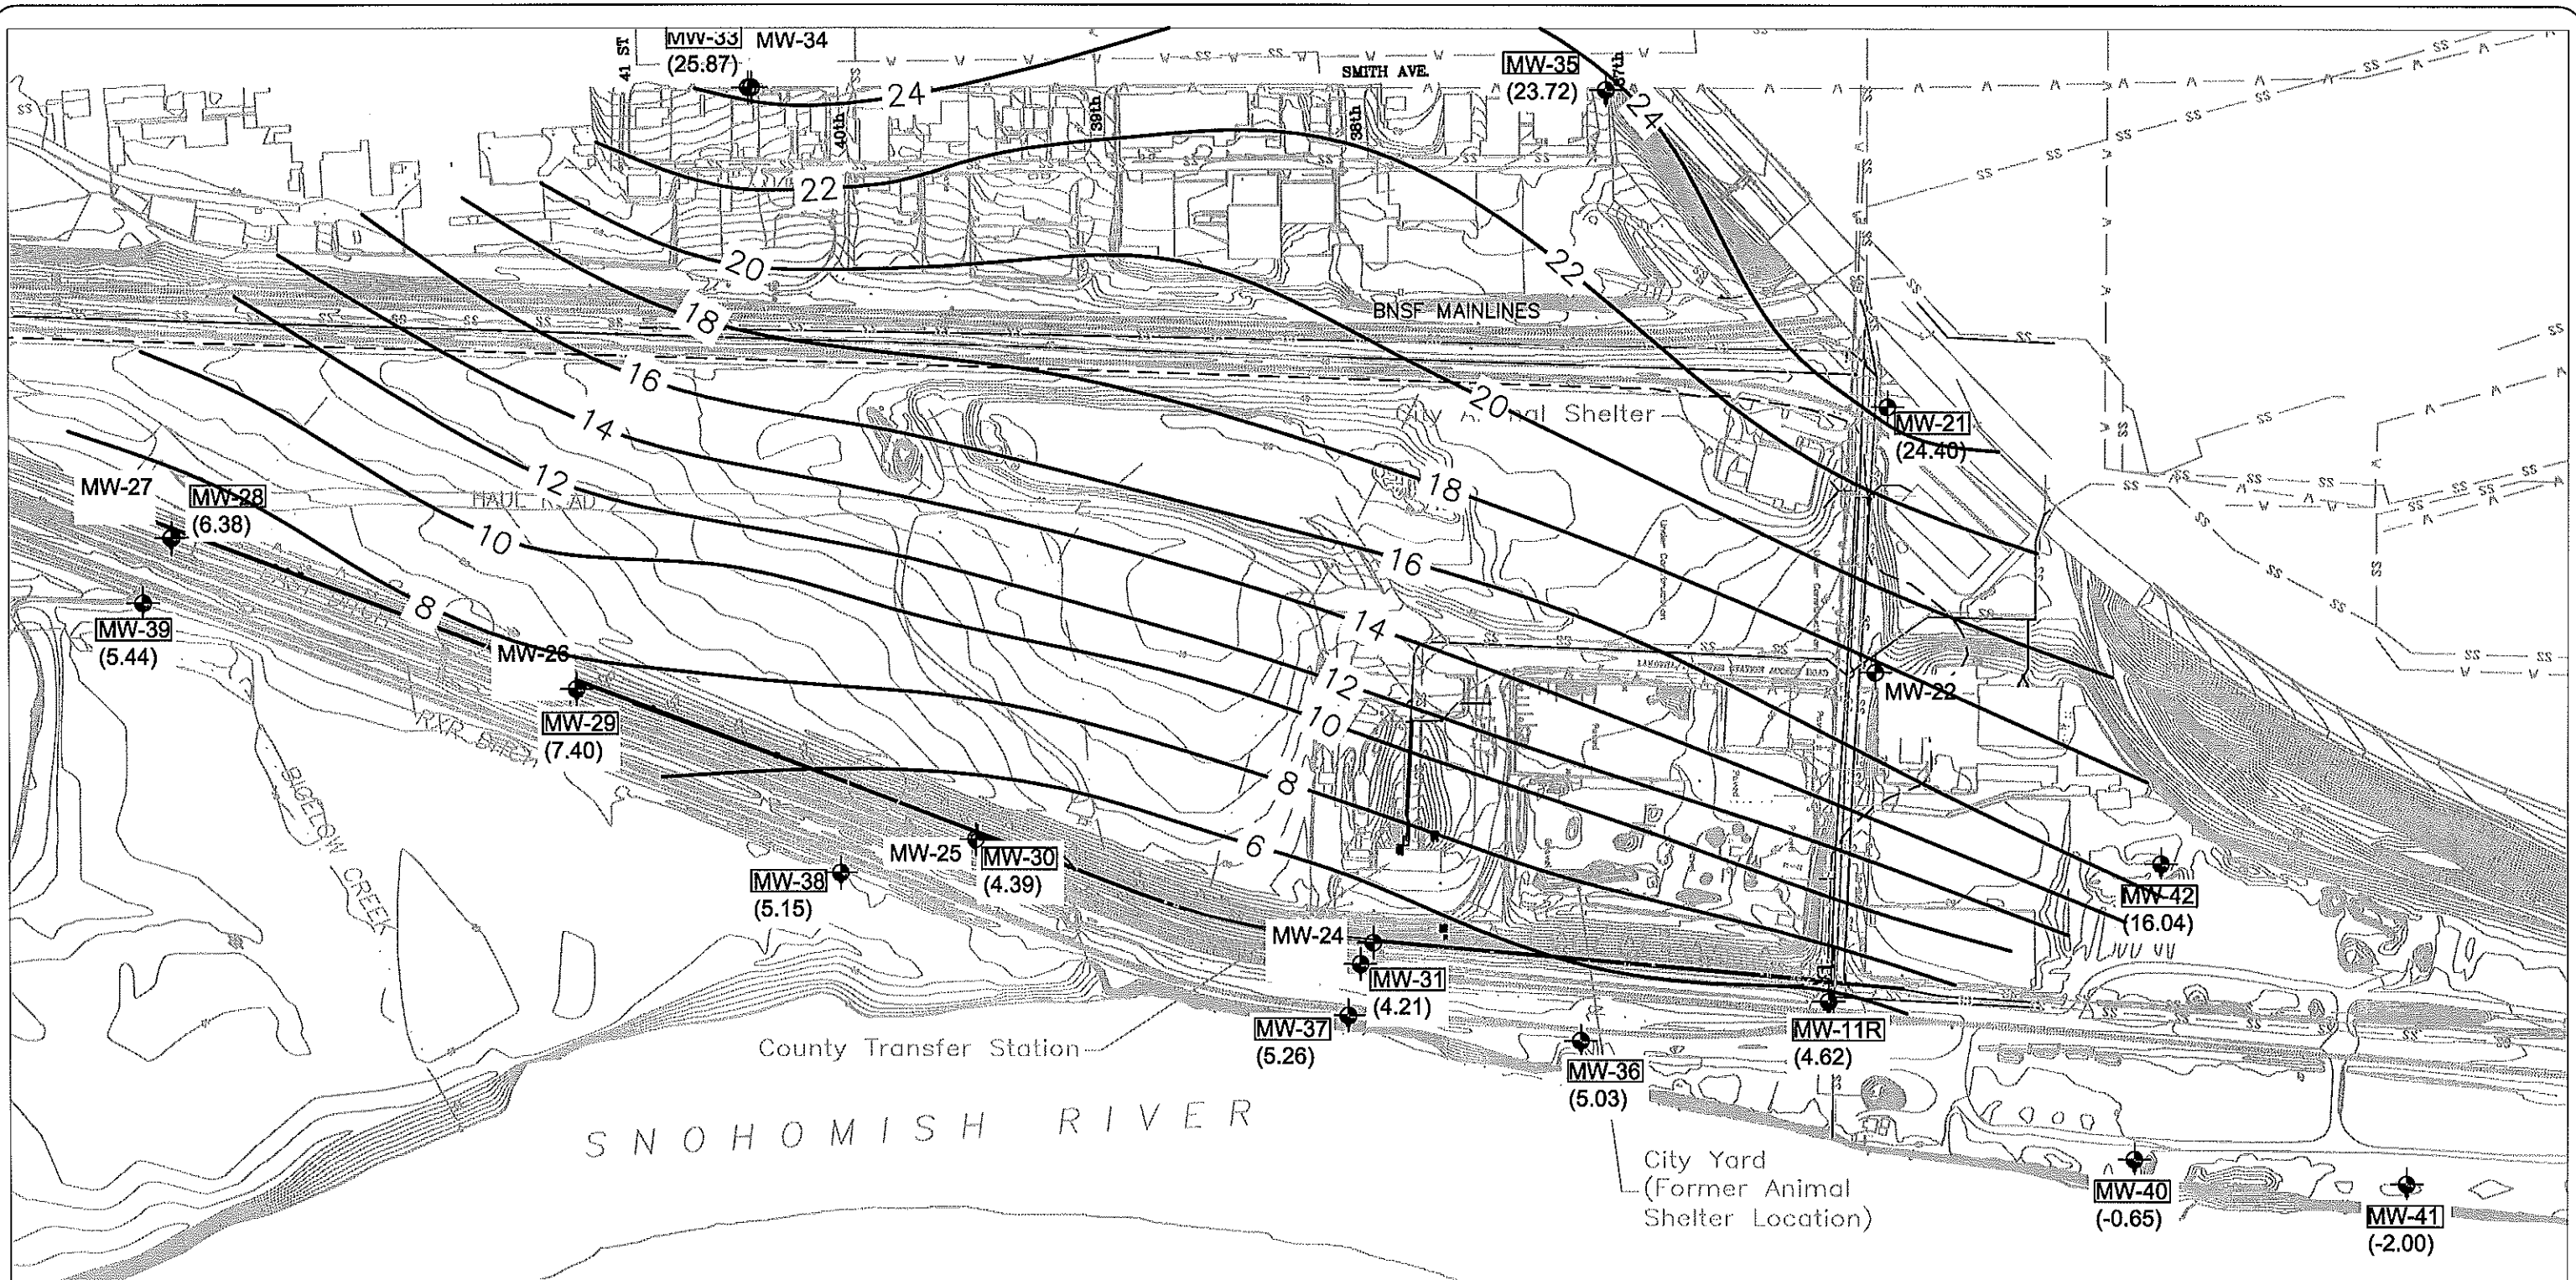 MW-33 MW-34
(25.87)
41 ST
40th
39th
38th
37th
SMITH AVE.
MW-35
(23.72)
24
24
22
22
20
18
BNSF MAINLINES
16
20
City A
nal Shelter
MW-21
(24.40)
14
12
HAUL
18
MW-27
MW-28
(6.38)
10
16
Under Construction
8
14
MW-39
(5.44)
MW-26
12
MW-22
10
MW-29
(7.40)
8
BIGELOW CREEK
6
MW-25
MW-30
(4.39)
MW-38
(5.15)
MW-42
(16.04)
MW-24
MW-31
(4.21)
MW-37
(5.26)
MW-11R
(4.62)
County Transfer Station
MW-36
(5.03)
SNOHOMISH RIVER
City Yard
(Former Animal
Shelter Location)
MW-40
(-0.65)
MW-41
(-2.00)